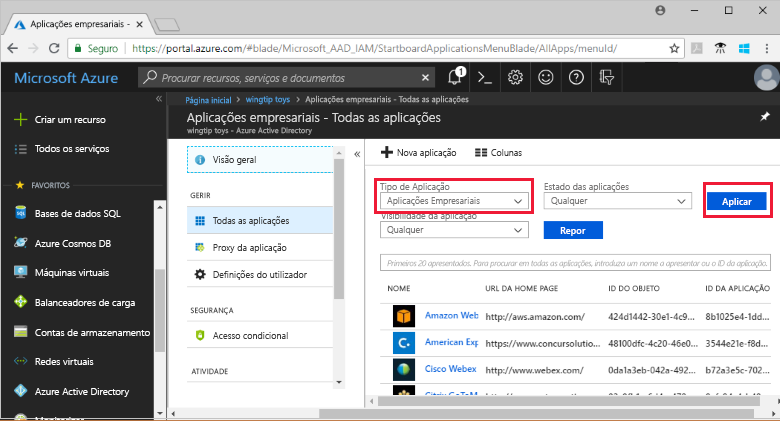 Aplicações empresariais -
Seguro
https://portal.azure.com/#blade/Microsoft_AAD_IAM/StartboardApplicationsMenuBlade/AllApps/menuId/
Microsoft Azure
Procurar recursos, serviços e documentos
1
Página inicial > wingtip toys > Aplicações empresariais - Todas as aplicações
Aplicações empresariais - Todas as aplicações
wingtip toys - Azure Active Directory
Criar um recurso
Todos os serviços
FAVORITOS
Bases de dados SQL
Azure Cosmos DB
Máquinas virtuais
Balanceadores de carga
Contas de armazenamento
Redes virtuais
Azure Active Directory
Visão geral
GERIR
Todas as aplicações
Proxy da aplicação
Definições do utilizador
SEGURANÇA
Acesso condicional
ATIVIDADE
Nova aplicação
Colunas
Tipo de Aplicação
Estado das aplicações
Aplicações Empresariais
Qualquer
Aplicar
Visibilidade da aplicação
Qualquer
Repor
Primeiros 20 apresentados. Para procurar em todas as aplicações, introduza um nome a apresentar ou o ID da aplicação.
NOME URL DA HOME PAGE ID DO OBJETO ID DA APLICAÇÃO
Amazon Web http://aws.amazon.com/ 424d1442-30e1-4c9... 8b1025e4-1dd...
American Exp https://www.concursolutio... 48100dfc-4c20-46e0... 3544e21e-f8d...
Cisco Webex http://www.webex.com/ 0da1a3eb-042a-492... b72a3e5c-702...